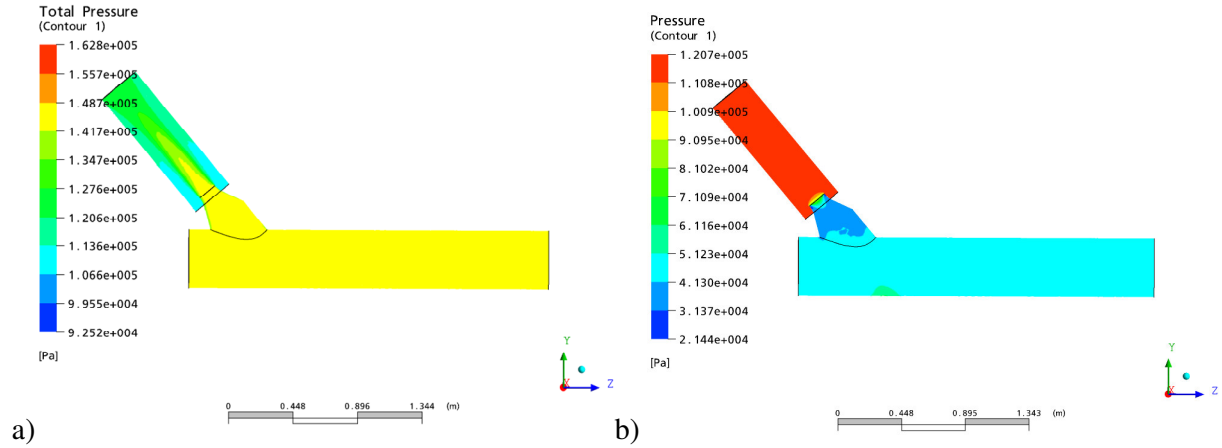 Total Pressure
(Contour 1)
1.628e+005
1.557e+005
1.487e+005
1.417e+005
1.347e+005
1.276e+005
1.206e+005
1.136e+005
1.066e+005
9.955e+004
9.252e+004
[Pa]
Y
X
Z
0 0.448 0.896 1.344 (m)
a)
Pressure
(Contour 1)
1.207e+005
1.108e+005
1.009e+005
9.095e+004
8.102e+004
7.109e+004
6.116e+004
5.123e+004
4.130e+004
3.137e+004
2.144e+004
[Pa]
Y
X
Z
0 0.448 0.895 1.343 (m)
b)